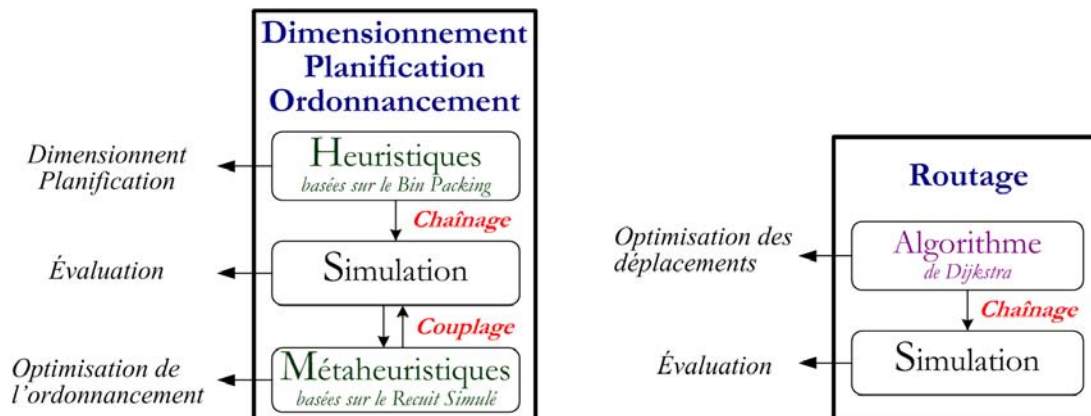 Dimensionnement
Planification
Ordonnancement
Dimensionnent
Planification
Heuristiques
basées sur le Bin Packing
Chaînage
Évaluation
Simulation
Couplage
Optimisation de
l'ordonnancement
Métaheuristiques
basées sur le Recuit Simulé
Routage
Optimisation des
déplacements
Algorithme
de Dijkstra
Chaînage
Évaluation
Simulation